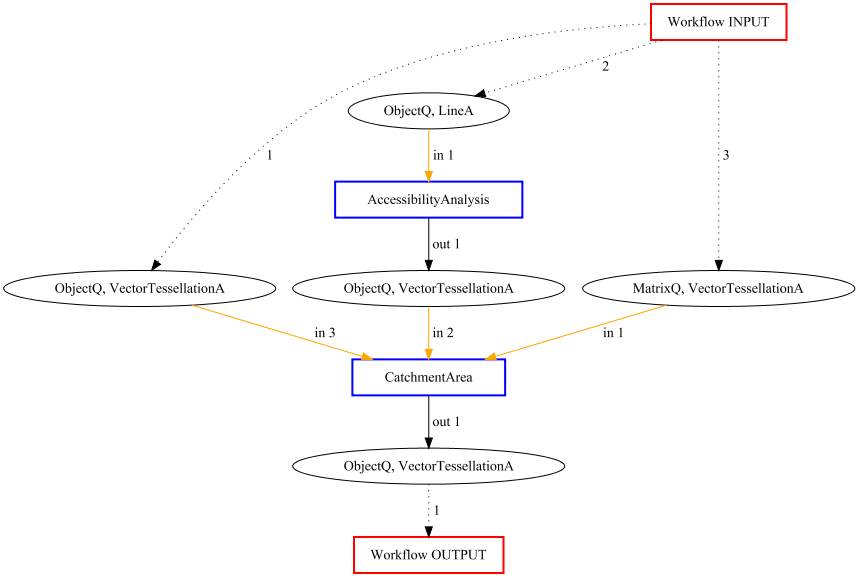 Workflow INPUT
2
ObjectQ, LineA
1
in 1
3
AccessibilityAnalysis
out 1
ObjectQ, VectorTessellationA
ObjectQ, VectorTessellationA
MatrixQ, VectorTessellationA
in 3
in 2
in 1
CatchmentArea
out 1
ObjectQ, VectorTessellationA
1
Workflow OUTPUT